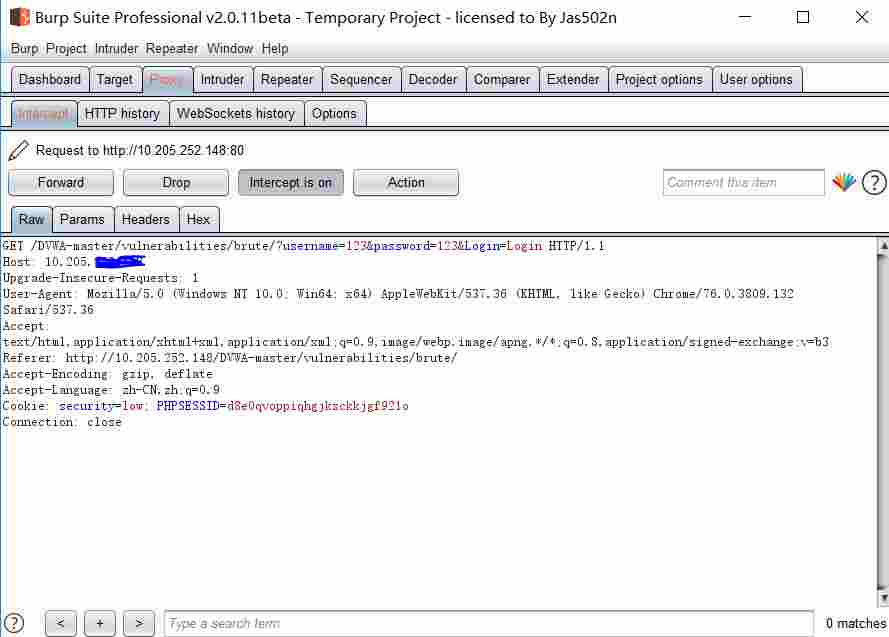 Burp Suite Professional v2.0.11beta - Temporary Project - licensed to By Jas502n
Burp Project Intruder Repeater Window Help
Dashboard Target Proxy Intruder Repeater Sequencer Decoder Comparer Extender Project options User options
Intercept HTTP history WebSockets history Options
Request to http://10.205.252.148:80
Forward Drop Intercept is on Action Comment this item ?
Raw Params Headers Hex
GET /DVWA-master/vulnerabilities/brute/?username=123&password=123&Login=Login HTTP/1.1
Host: 10.205.
Upgrade-Insecure-Requests: 1
User-Agent: Mozilla/5.0 (Windows NT 10.0; Win64; x64) AppleWebKit/537.36 (KHTML, like Gecko) Chrome/76.0.3809.132
Safari/537.36
Accept:
text/html,application/xhtml+xml,application/xml;q=0.9,image/webp,image/apng,*/*;q=0.8,application/signed-exchange;v=b3
Referer: http://10.205.252.148/DVWA-master/vulnerabilities/brute/
Accept-Encoding: gzip, deflate
Accept-Language: zh-CN,zh;q=0.9
Cookie: security=low; PHPSESSID=d8e0qvoppiqhgjksckkjgf921o
Connection: close
? < + > Type a search term 0 matches